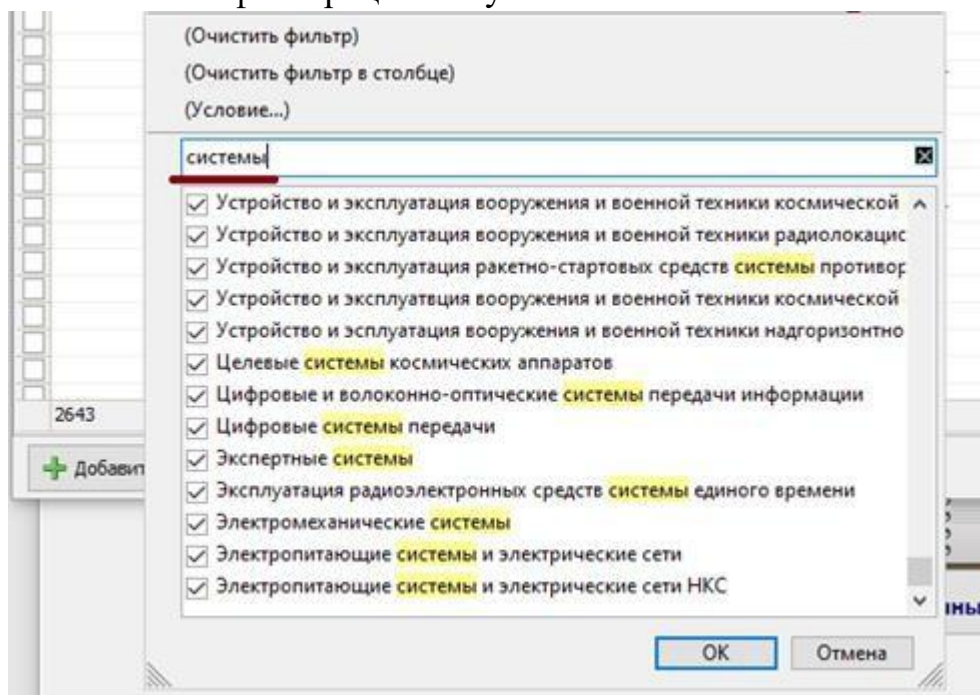 (Очистить фильтр)
(Очистить фильтр в столбце)
(Условие...)
системы
Устройство и эксплуатация вооружения и военной техники космической
Устройство и эксплуатация вооружения и военной техники радиолокацис
Устройство и эксплуатация ракетно-стартовых средств системы противор
Устройство и эксплуатвция вооружения и военной техники космической
Устройство и эсплуатация вооружения и военной техники надгоризонтно
Целевые системы космических аппаратов
Цифровые и волоконно-оптические системы передачи информации
2643
Цифровые системы передачи
Добавит
Экспертные системы
Эксплуатация радиоэлектронных средств системы единого времени
Электромеханические системы
Электропитающие системы и электрические сети
Электропитающие системы и электрические сети НКС
ны
OK Отмена